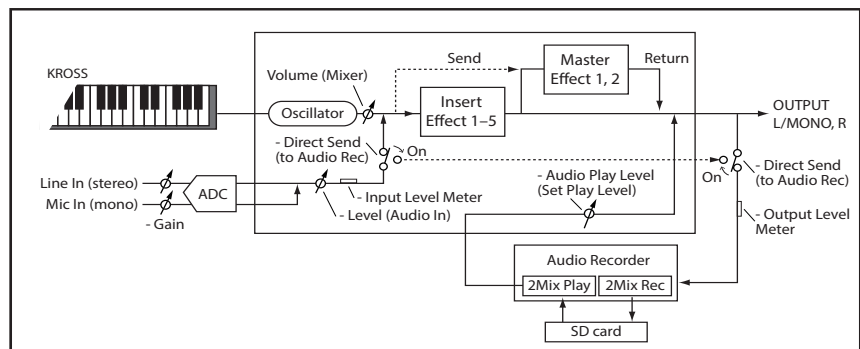 Send
Master
Effect 1, 2
Return
KROSS
Volume (Mixer)
Oscillator
Insert
Effect 1–5
OUTPUT
L/MONO, R
- Direct Send
(to Audio Rec)
On
On
- Direct Send
(to Audio Rec)
Line In (stereo)
Mic In (mono)
ADC
- Gain
- Input Level Meter
- Level (Audio In)
- Audio Play Level
(Set Play Level)
- Output Level
Meter
Audio Recorder
2Mix Play
2Mix Rec
SD card